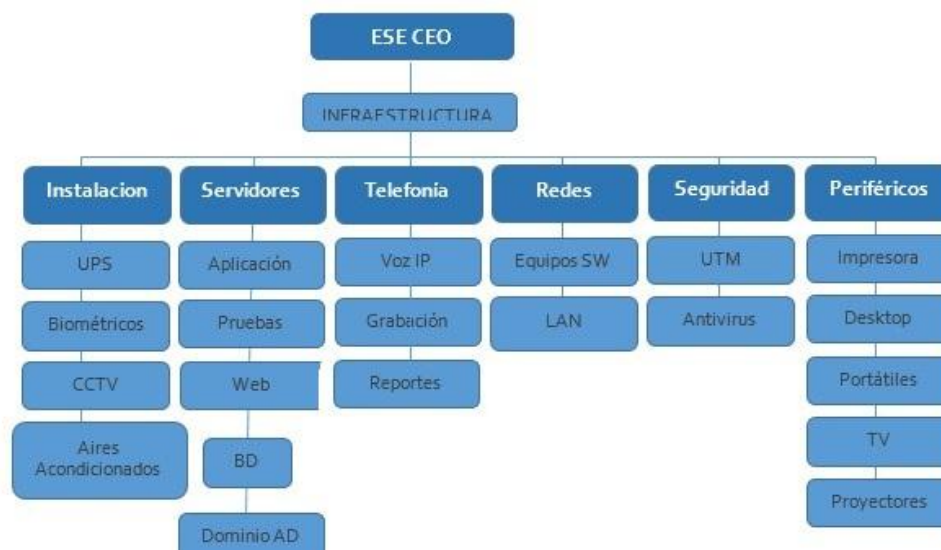 ESE CEO
INFRAESTRUCTURA
Instalacion
Servidores
Telefonía
Redes
Seguridad
Periféricos
UPS
Aplicación
Voz IP
Equipos SW
UTM
Impresora
Biométricos
Pruebas
Grabación
LAN
Antivirus
Desktop
CCTV
Web
Reportes
Portátiles
Aires
Acondicionados
BD
TV
Dominio AD
Proyectores